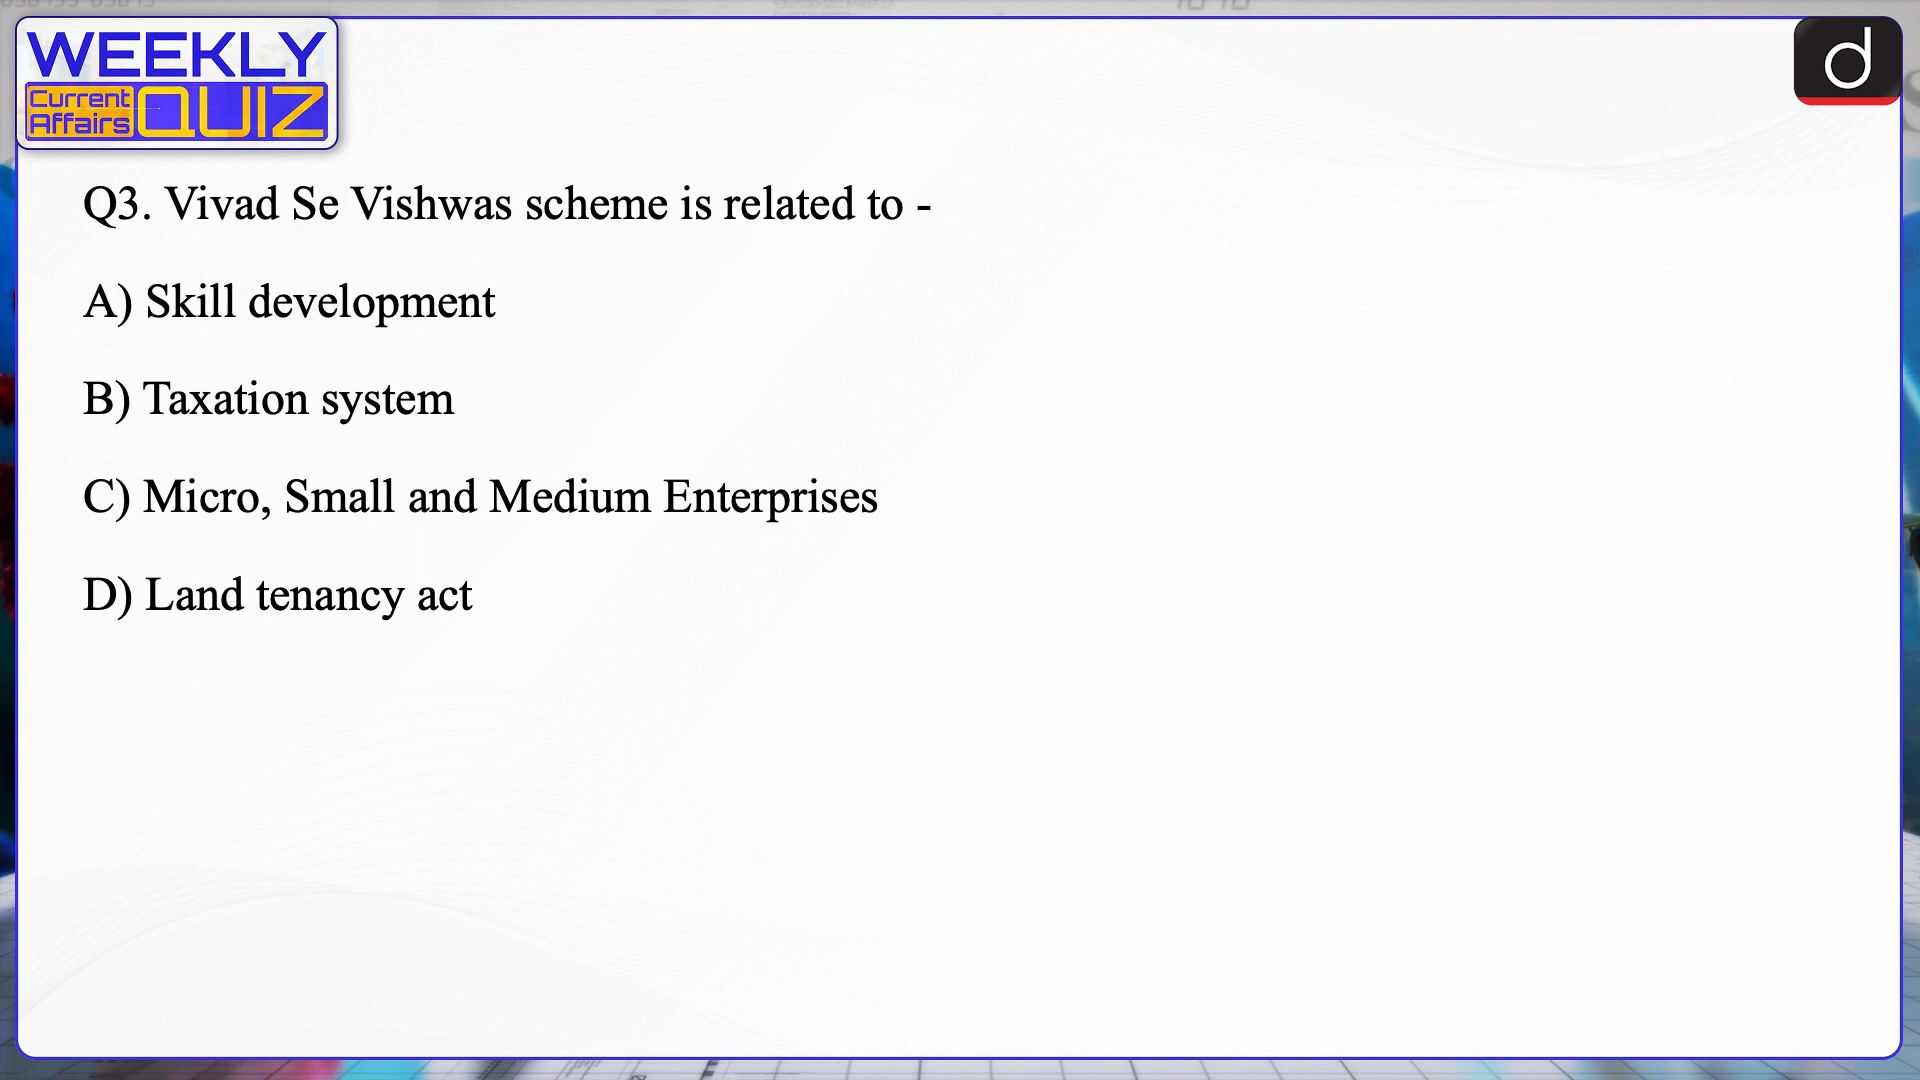 WEEKLY
Current
Affairs
QUIZ
d
Q3. Vivad Se Vishwas scheme is related to -
A) Skill development
B) Taxation system
C) Micro, Small and Medium Enterprises
D) Land tenancy act